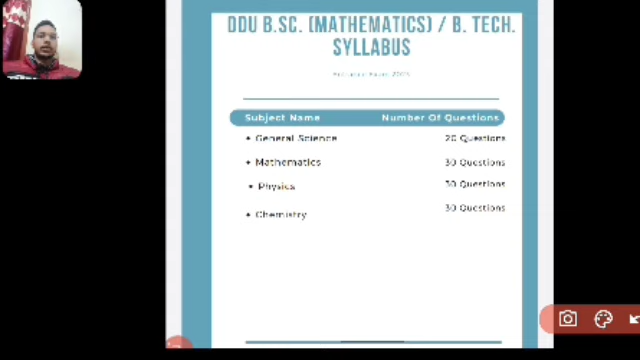 DDU B.SC. (MATHEMATICS) / B. TECH.
SYLLABUS
Subject Name Number Of Questions
• General Science 20 Questions
• Mathematics 30 Questions
• Physics 30 Questions
• Chemistry 30 Questions